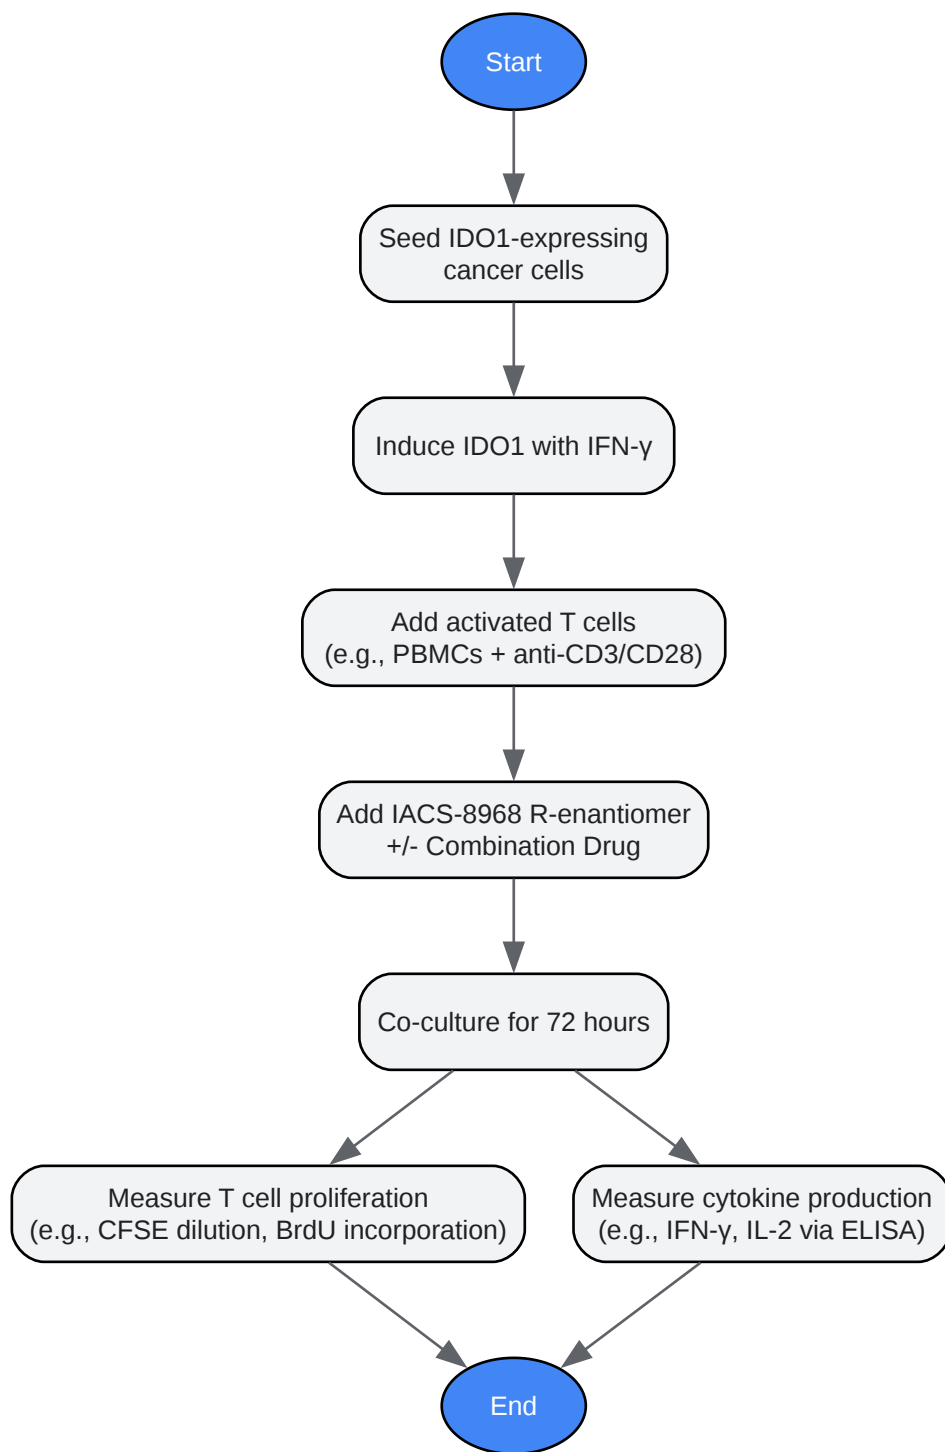 Start
Seed IDO1-expressing
cancer cells
Induce IDO1 with IFN-γ
Add activated T cells
(e.g., PBMCs + anti-CD3/CD28)
Add IACS-8968 R-enantiomer
+/- Combination Drug
Co-culture for 72 hours
Measure T cell proliferation
(e.g., CFSE dilution, BrdU incorporation)
Measure cytokine production
(e.g., IFN-γ, IL-2 via ELISA)
End